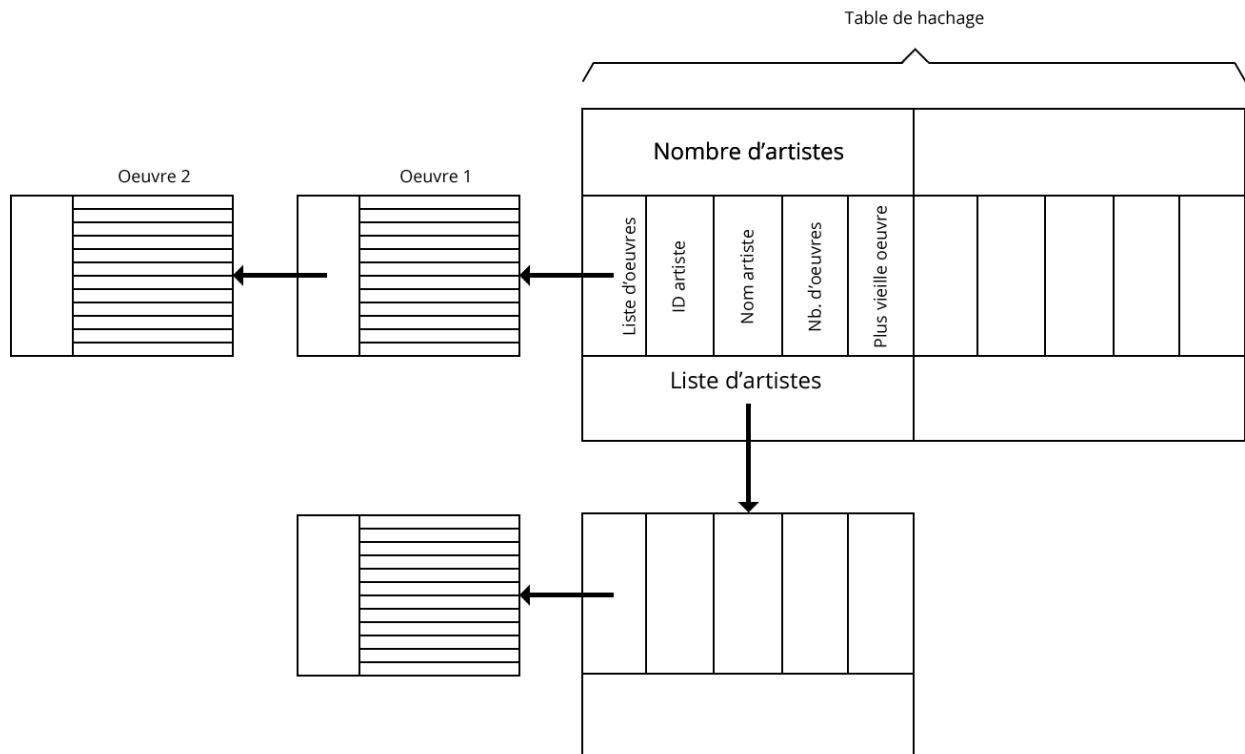 Table de hachage
Nombre d'artistes
Oeuvre 2
Oeuvre 1
Liste d'oeuvres
ID artiste
Nom artiste
Nb. d'oeuvres
Plus vieille oeuvre
Liste d'artistes